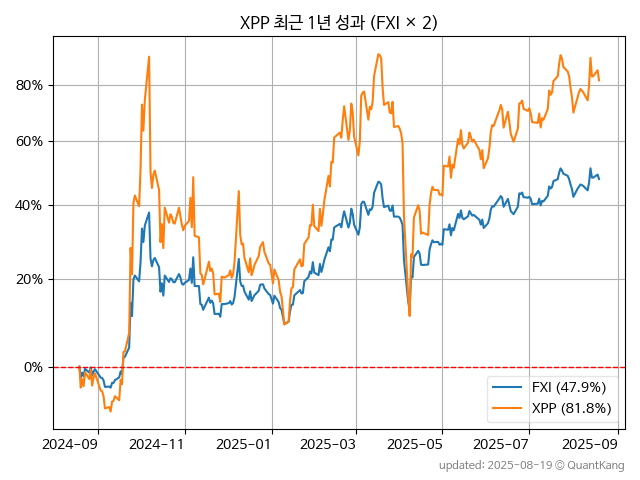 XPP 최근 1년 성과 (FXI × 2)
80%
60%
40%
20%
0%
FXI (47.9%)
XPP (81.8%)
2024-09 2024-11 2025-01 2025-03 2025-05 2025-07 2025-09
updated: 2025-08-19 © QuantKang